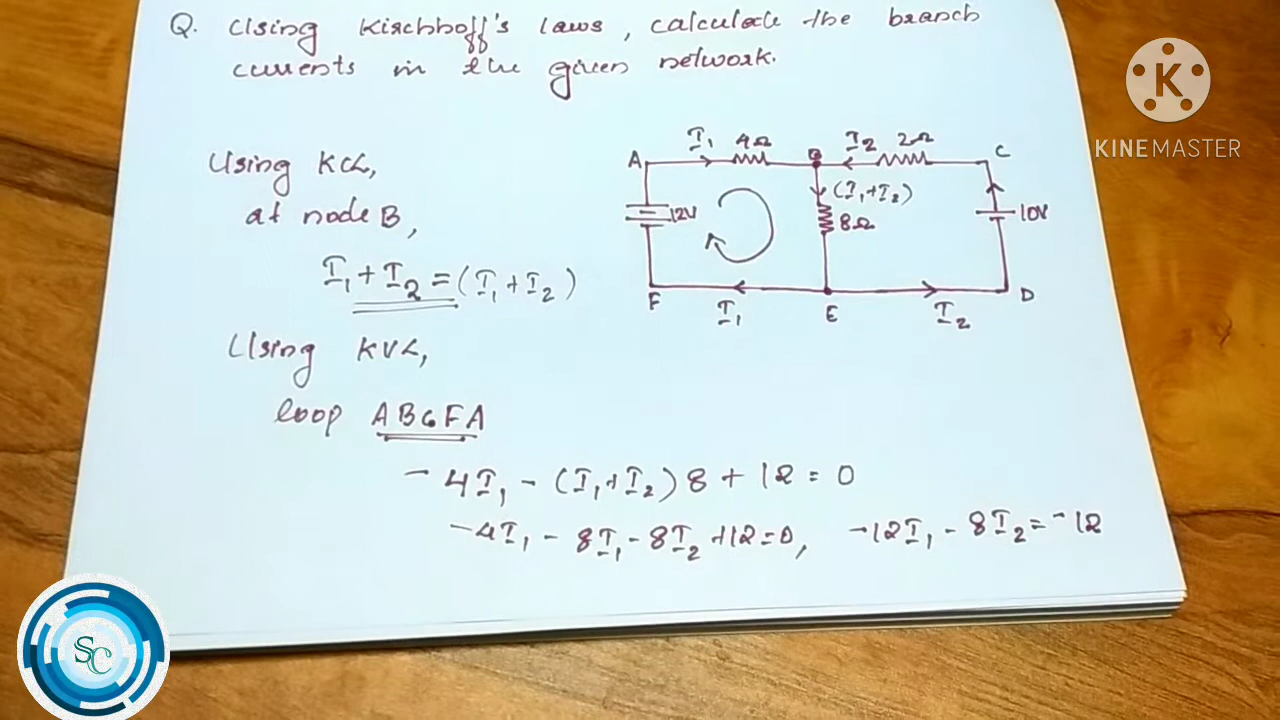 Q. Using Kirchhoff's laws, calculate the branch
currents in the given network.
KINEMASTER
K
Using KCL,
at node B,
I₁ + I₂ = (I₁ + I₂)
A I₁ 4Ω B I₂ 2Ω C
(I₁+I₂)
12V 8Ω 10V
F I₁ E I₂ D
Using KVL,
loop ABGFA
- 4I₁ - (I₁+I₂) 8 + 12 = 0
-4I₁ - 8I₁ - 8I₂ +12=0, -12I₁ - 8I₂ = -12
SC